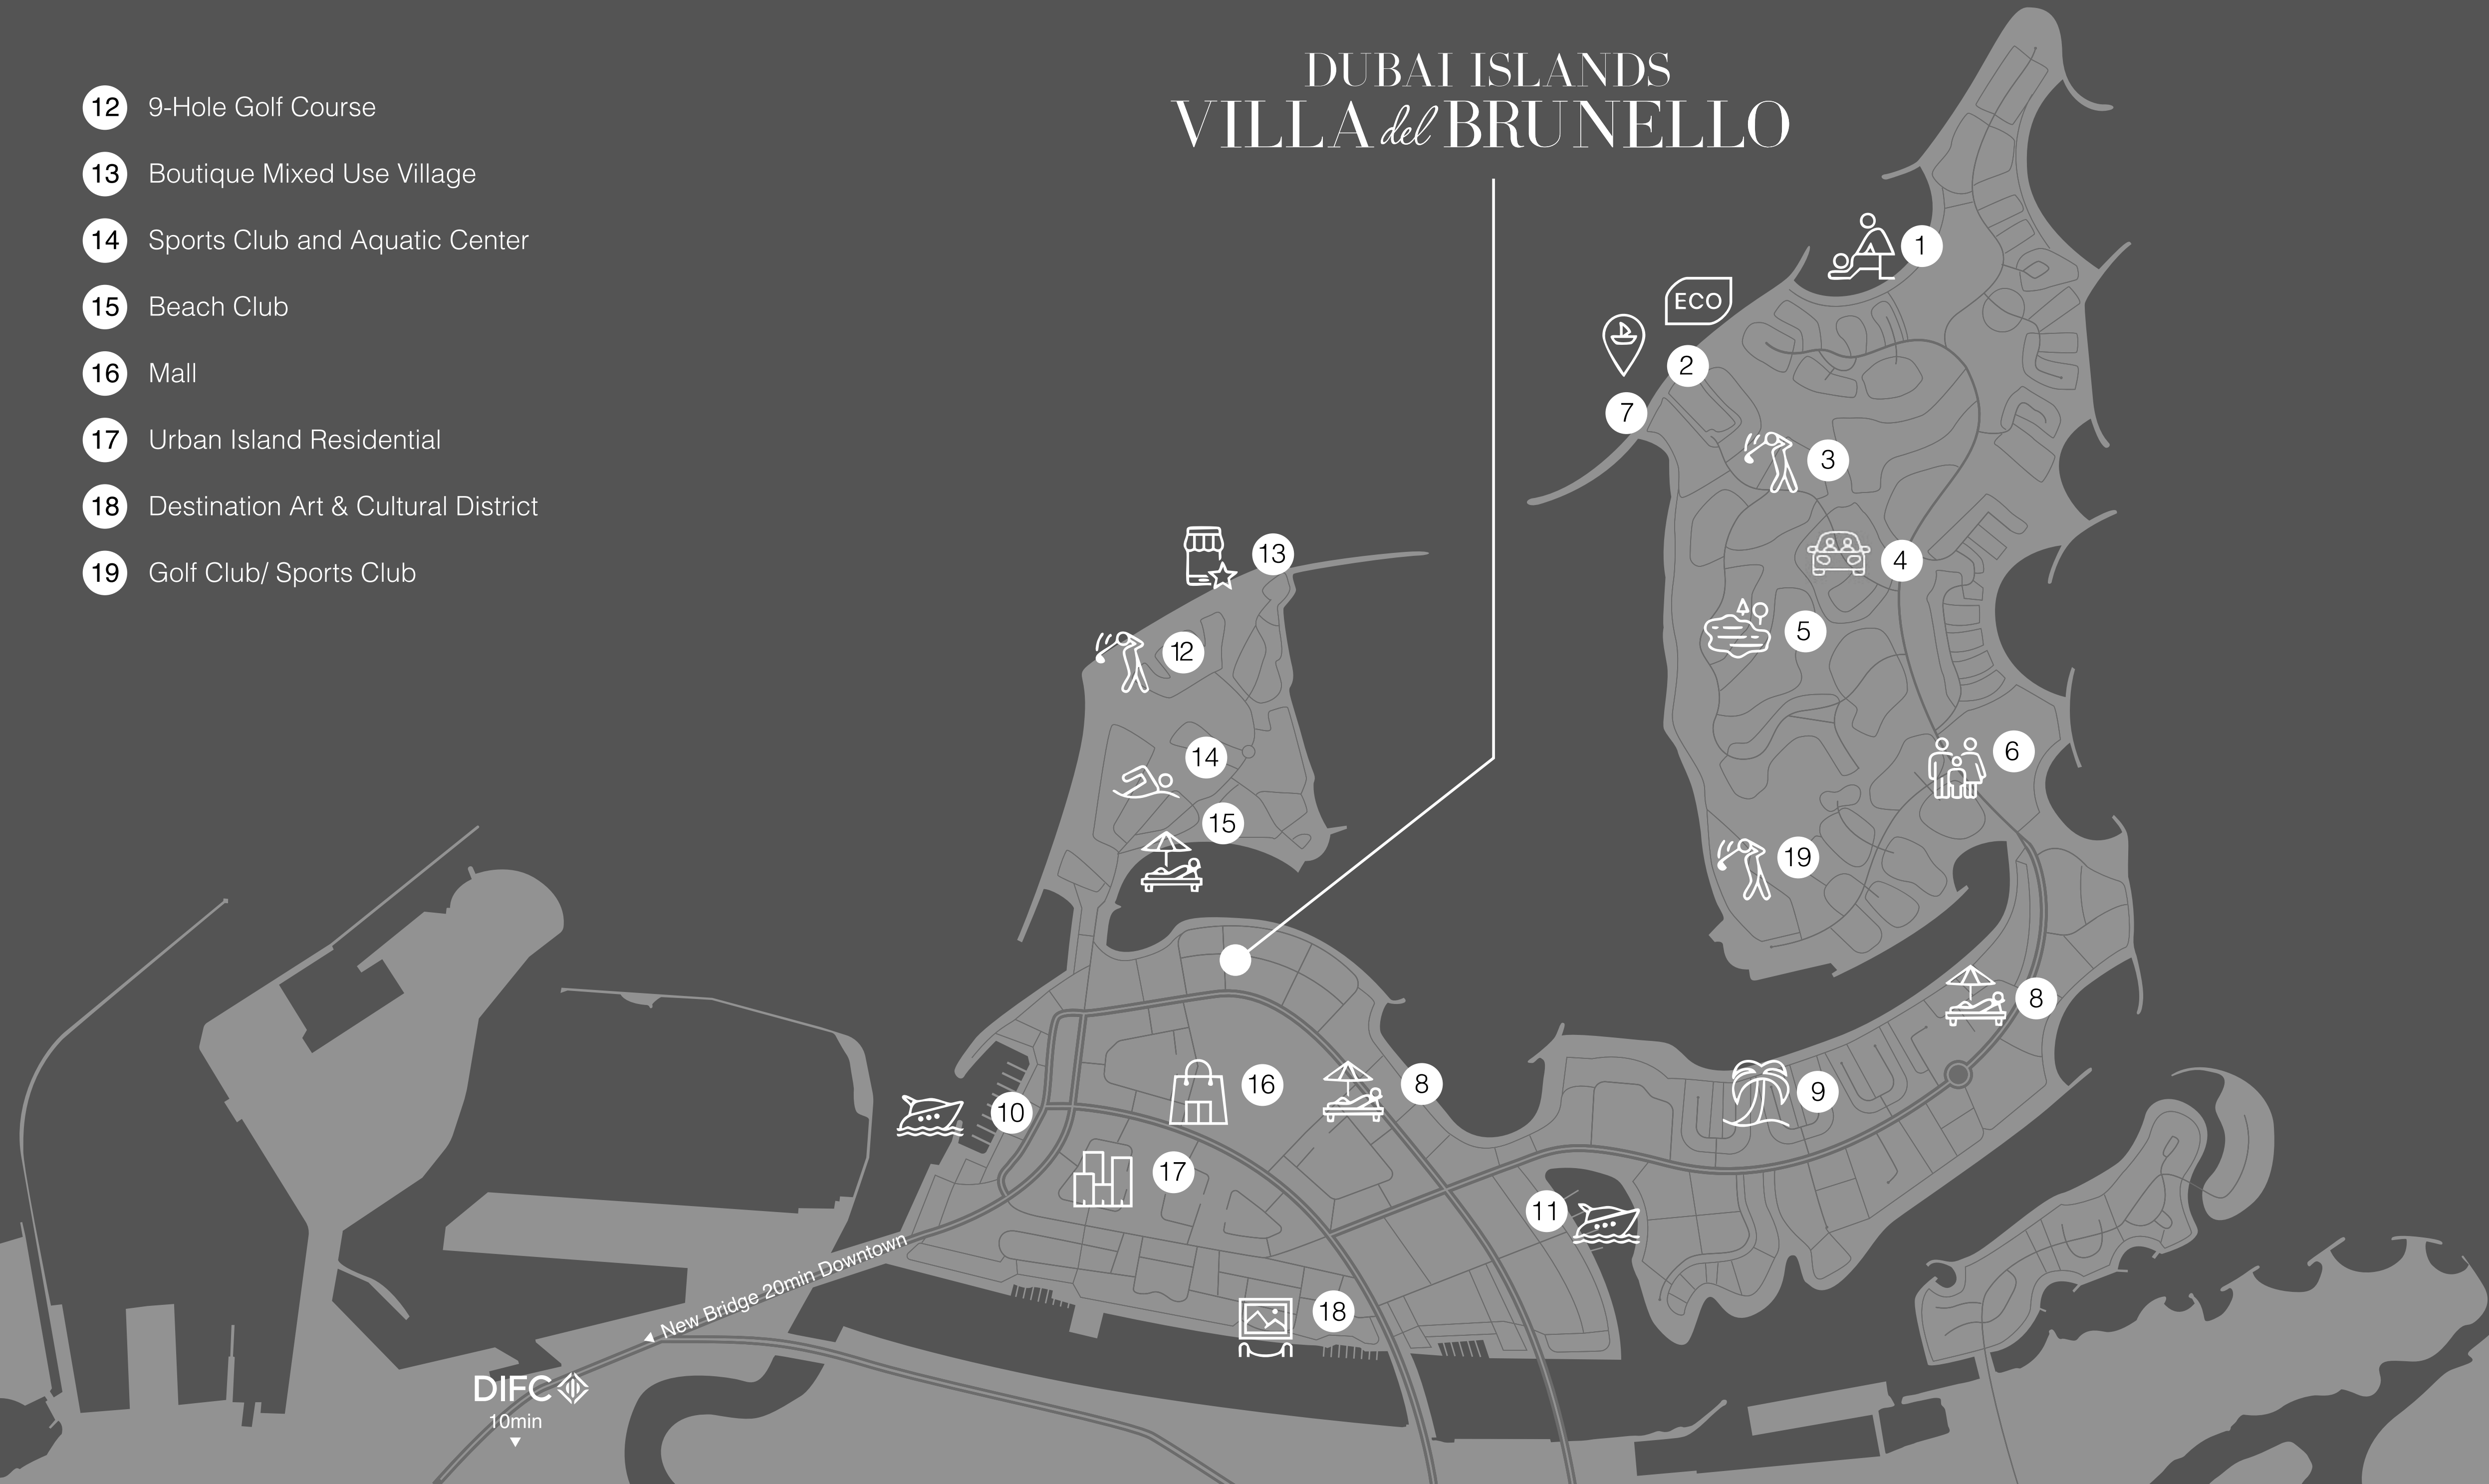 DUBAI ISLANDS
VILLA del BRUNELLO
12 9-Hole Golf Course
13 Boutique Mixed Use Village
14 Sports Club and Aquatic Center
15 Beach Club
16 Mall
17 Urban Island Residential
18 Destination Art & Cultural District
19 Golf Club/ Sports Club
1
ECO
2
7
3
13
4
5
12
6
14
15
19
8
16
8
9
10
17
11
New Bridge 20min Downtown
18
DIFC
10min